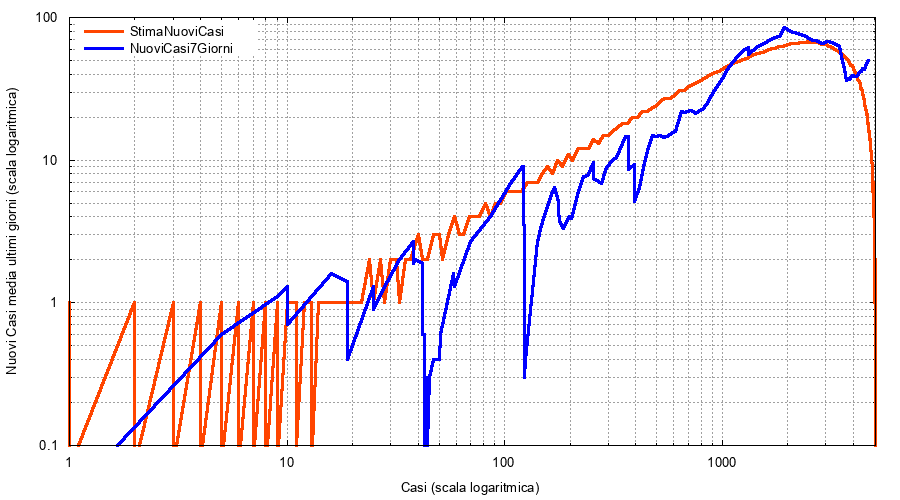 100
StimaNuoviCasi
NuoviCasi7Giorni
10
1
0.1
Nuovi Casi media ultimi giorni (scala logaritmica)
1
10
100
1000
Casi (scala logaritmica)